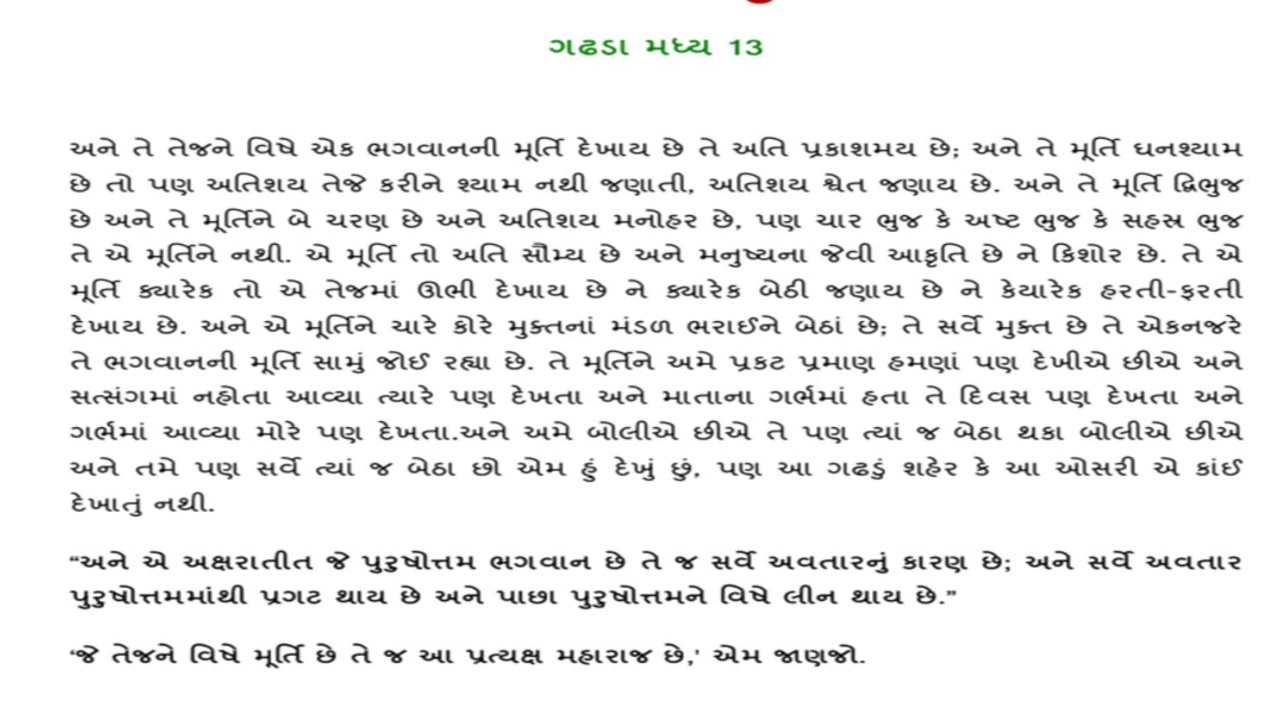 ગઢડા મધ્ય 13
અને તે તેજને વિષે એક ભગવાનની મૂર્તિ દેખાય છે તે અતિ પ્રકાશમય છે; અને તે મૂર્તિ ઘનશ્યામ
છે તો પણ અતિશય તેજે કરીને શ્યામ નથી જણાતી, અતિશય શ્વેત જણાય છે. અને તે મૂર્તિ દ્વિભુજ
છે અને તે મૂર્તિને બે ચરણ છે અને અતિશય મનોહર છે, પણ ચાર ભુજ કે અષ્ટ ભુજ કે સહસ્ર ભુજ
તે એ મૂર્તિને નથી. એ મૂર્તિ તો અતિ સૌમ્ય છે અને મનુષ્યના જેવી આકૃતિ છે ને કિશોર છે. તે એ
મૂર્તિ ક્યારેક તો એ તેજમાં ઊભી દેખાય છે ને ક્યારેક બેઠી જણાય છે ને કેયારેક હરતી-ફરતી
દેખાય છે. અને એ મૂર્તિને ચારે કોરે મુક્તનાં મંડળ ભરાઈને બેઠાં છે; તે સર્વે મુક્ત છે તે એકનજરે
તે ભગવાનની મૂર્તિ સામું જોઈ રહ્યા છે. તે મૂર્તિને અમે પ્રકટ પ્રમાણ હમણાં પણ દેખીએ છીએ અને
સત્સંગમાં નહોતા આવ્યા ત્યારે પણ દેખતા અને માતાના ગર્ભમાં હતા તે દિવસ પણ દેખતા અને
ગર્ભમાં આવ્યા મોરે પણ દેખતા.અને અમે બોલીએ છીએ તે પણ ત્યાં જ બેઠા થકા બોલીએ છીએ
અને તમે પણ સર્વે ત્યાં જ બેઠા છો એમ હું દેખું છું, પણ આ ગઢડું શહેર કે આ ઓસરી એ કાંઈ
દેખાતું નથી.
“અને એ અક્ષરાતીત જે પુરુષોત્તમ ભગવાન છે તે જ સર્વે અવતારનું કારણ છે; અને સર્વે અવતાર
પુરુષોત્તમમાંથી પ્રગટ થાય છે અને પાછા પુરુષોત્તમને વિષે લીન થાય છે.”
‘જે તેજને વિષે મૂર્તિ છે તે જ આ પ્રત્યક્ષ મહારાજ છે,’ એમ જાણજો.